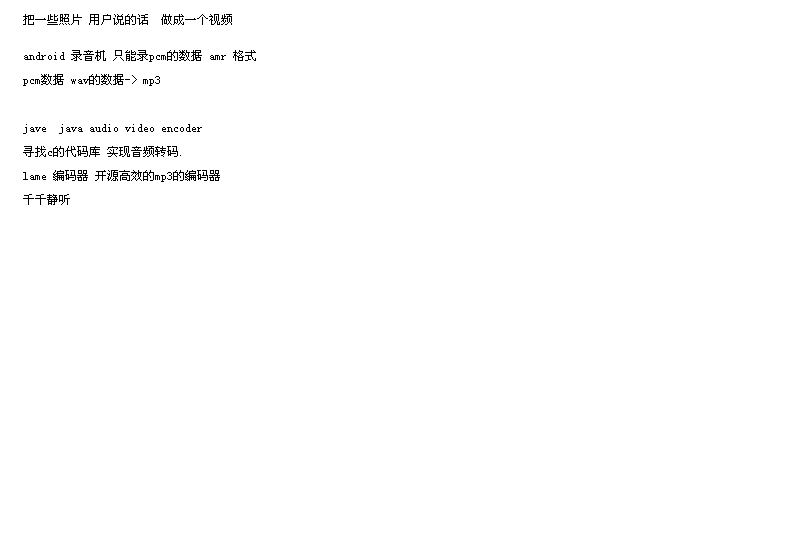 把一些照片 用户说的话  做成一个视频
android 录音机 只能录pcm的数据 amr 格式
pcm数据 wav的数据-> mp3
jave  java audio video encoder
寻找c的代码库 实现音频转码.
lame 编码器 开源高效的mp3的编码器
千千静听